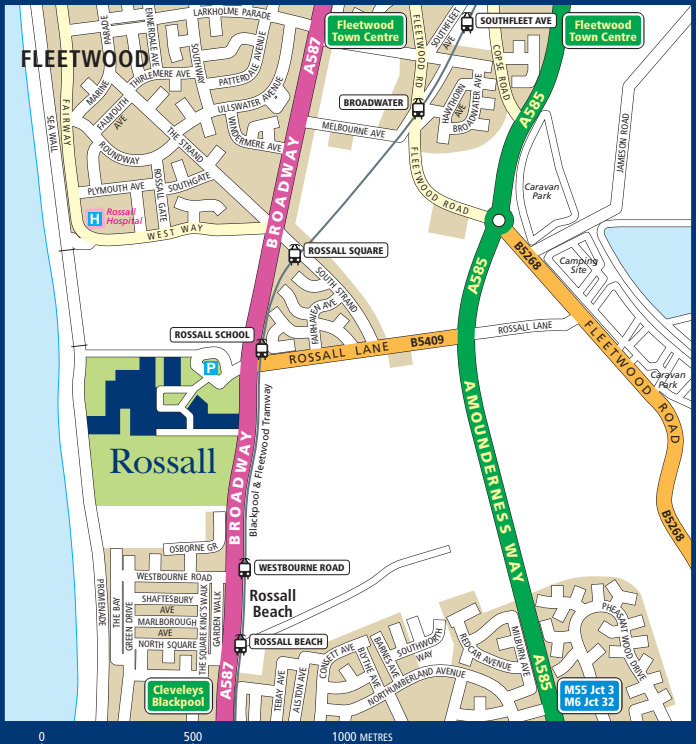 LARKHOLME PARADE
PARADE
ENNERDALE AVE
SOUTHWAY
THIRLMERE AVE
PATTERDALE AVENUE
FLEETWOOD
MARINE
FALMOUTH
AVE
ULLSWATER AVENUE
WINDERMERE AVE
THE STRAND
ROUNDWAY
ROSSALL GATE
SOUTHGATE
PLYMOUTH AVE
FAIRWAY
SEA WALL
H
Rossall
Hospital
WEST WAY
A587
BROADWAY
Fleetwood
Town Centre
FLEETWOOD RD
SOUTHFLEET
AVE
SOUTHFLEET AVE
COPSE ROAD
Fleetwood
Town Centre
BROADWATER
HAWTHORN
AVE
BROADWATER AVE
MELBOURNE AVE
A585
JAMESON ROAD
FLEETWOOD ROAD
Caravan
Park
ROSSALL SQUARE
A585
B5268
Camping
Site
SOUTH STRAND
FAIRHAVEN AVE
ROSSALL SCHOOL
ROSSALL LANE
B5409
ROSSALL LANE
FLEETWOOD ROAD
Caravan
Park
B5268
P
Rossall
BROADWAY
Blackpool & Fleetwood Tramway
AMOUNDERNESS WAY
OSBORNE GR
WESTBOURNE ROAD
WESTBOURNE ROAD
Rossall
Beach
PROMENADE
THE BAY
GREEN DRIVE
SHAFTESBURY
AVE
MARLBOROUGH
AVE
NORTH SQUARE
THE SQUARE
KING'S WALK
GARDEN WALK
ROSSALL BEACH
A587
Cleveleys
Blackpool
TEBAY AVE
ALSTON AVE
CONSETT AVE
BLYTHE AVE
BARNES AVE
SOUTHWORTH
WAY
NORTHUMBERLAND AVENUE
REDCAR AVENUE
MILBURN AVE
A585
PHEASANT WOOD DRIVE
M55 Jct 3
M6 Jct 32
0 500 1000 METRES